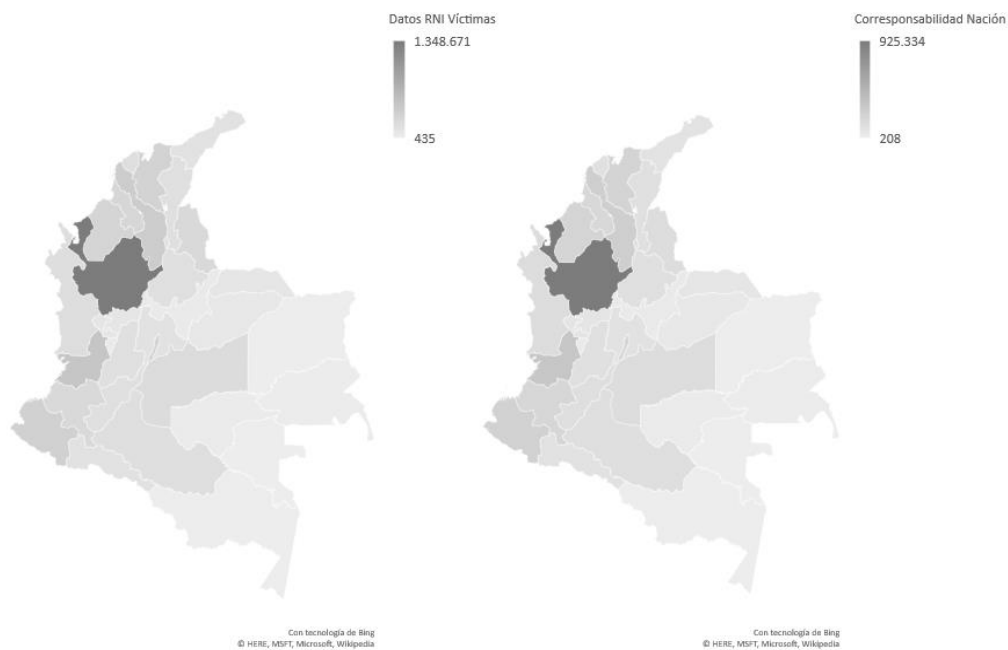 Datos RNI Víctimas
1.348.671
435
Con tecnología de Bing
© HERE, MSFT, Microsoft, Wikipedia
Corresponsabilidad Nación
925.334
208
Con tecnología de Bing
© HERE, MSFT, Microsoft, Wikipedia